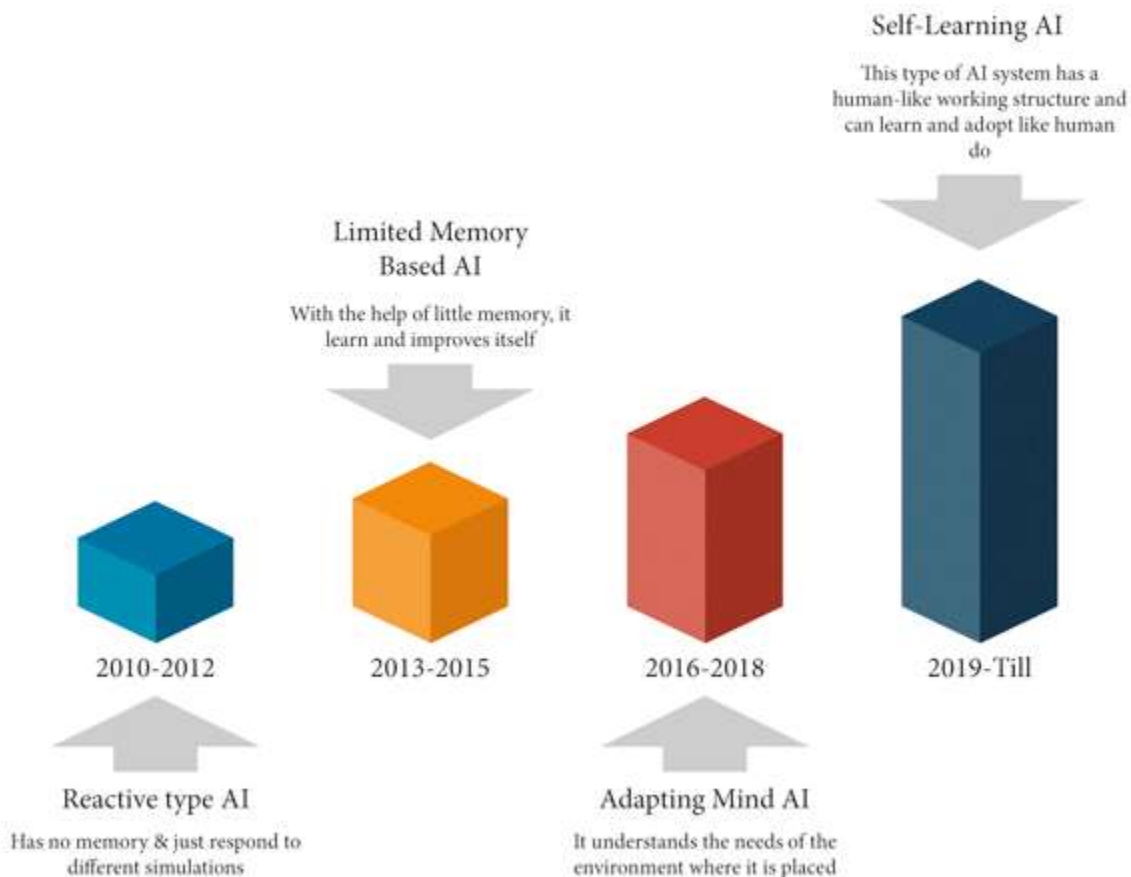 Self-Learning AI
This type of AI system has a
human-like working structure and
can learn and adopt like human
do
Limited Memory
Based AI
With the help of little memory, it
learn and improves itself
2010-2012
2013-2015
2016-2018
2019-Till
Reactive type AI
Has no memory & just respond to
different simulations
Adapting Mind AI
It understands the needs of the
environment where it is placed